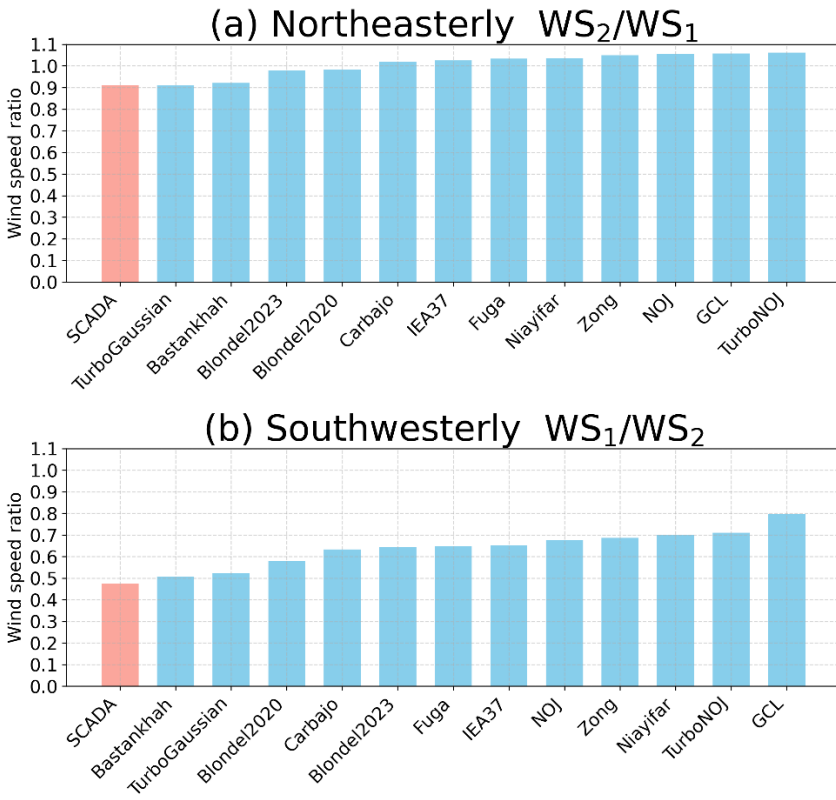 (a) Northeasterly WS₂/WS₁
Wind speed ratio
1.1
1.0
0.9
0.8
0.7
0.6
0.5
0.4
0.3
0.2
0.1
0.0
SCADA
TurboGaussian
Bastankhah
Blondel2023
Blondel2020
Carbajo
IEA37
Fuga
Niayifar
Zong
NOJ
GCL
TurboNOJ
(b) Southwesterly WS₁/WS₂
Wind speed ratio
1.1
1.0
0.9
0.8
0.7
0.6
0.5
0.4
0.3
0.2
0.1
0.0
SCADA
Bastankhah
TurboGaussian
Blondel2020
Carbajo
Blondel2023
Fuga
IEA37
NOJ
Zong
Niayifar
TurboNOJ
GCL